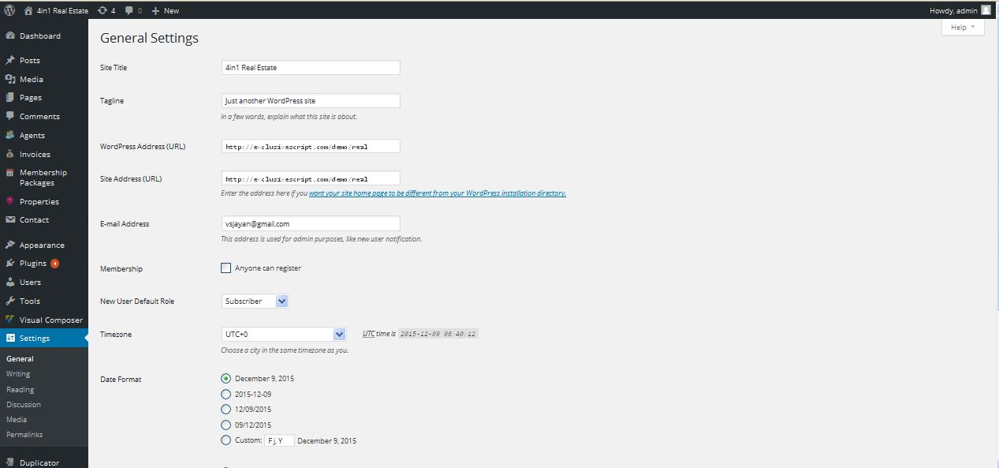 4in1 Real Estate 4 0 + New Howdy, admin
Help
Dashboard
Posts
Media
Pages
Comments
Agents
Invoices
Membership
Packages
Properties
Contact
Appearance
Plugins 4
Users
Tools
Visual Composer
Settings
General
Writing
Reading
Discussion
Media
Permalinks
Duplicator
General Settings
Site Title 4in1 Real Estate
Tagline Just another WordPress site
In a few words, explain what this site is about.
WordPress Address (URL) http://exclusivescript.com/demo/real
Site Address (URL) http://exclusivescript.com/demo/real
Enter the address here if you want your site home page to be different from your WordPress installation directory.
E-mail Address vsjayan@gmail.com
This address is used for admin purposes, like new user notification.
Membership Anyone can register
New User Default Role Subscriber
Timezone UTC+0 UTC time is 2015-12-09 06:40:12
Choose a city in the same timezone as you.
Date Format December 9, 2015
2015-12-09
12/09/2015
09/12/2015
Custom: F j, Y December 9, 2015